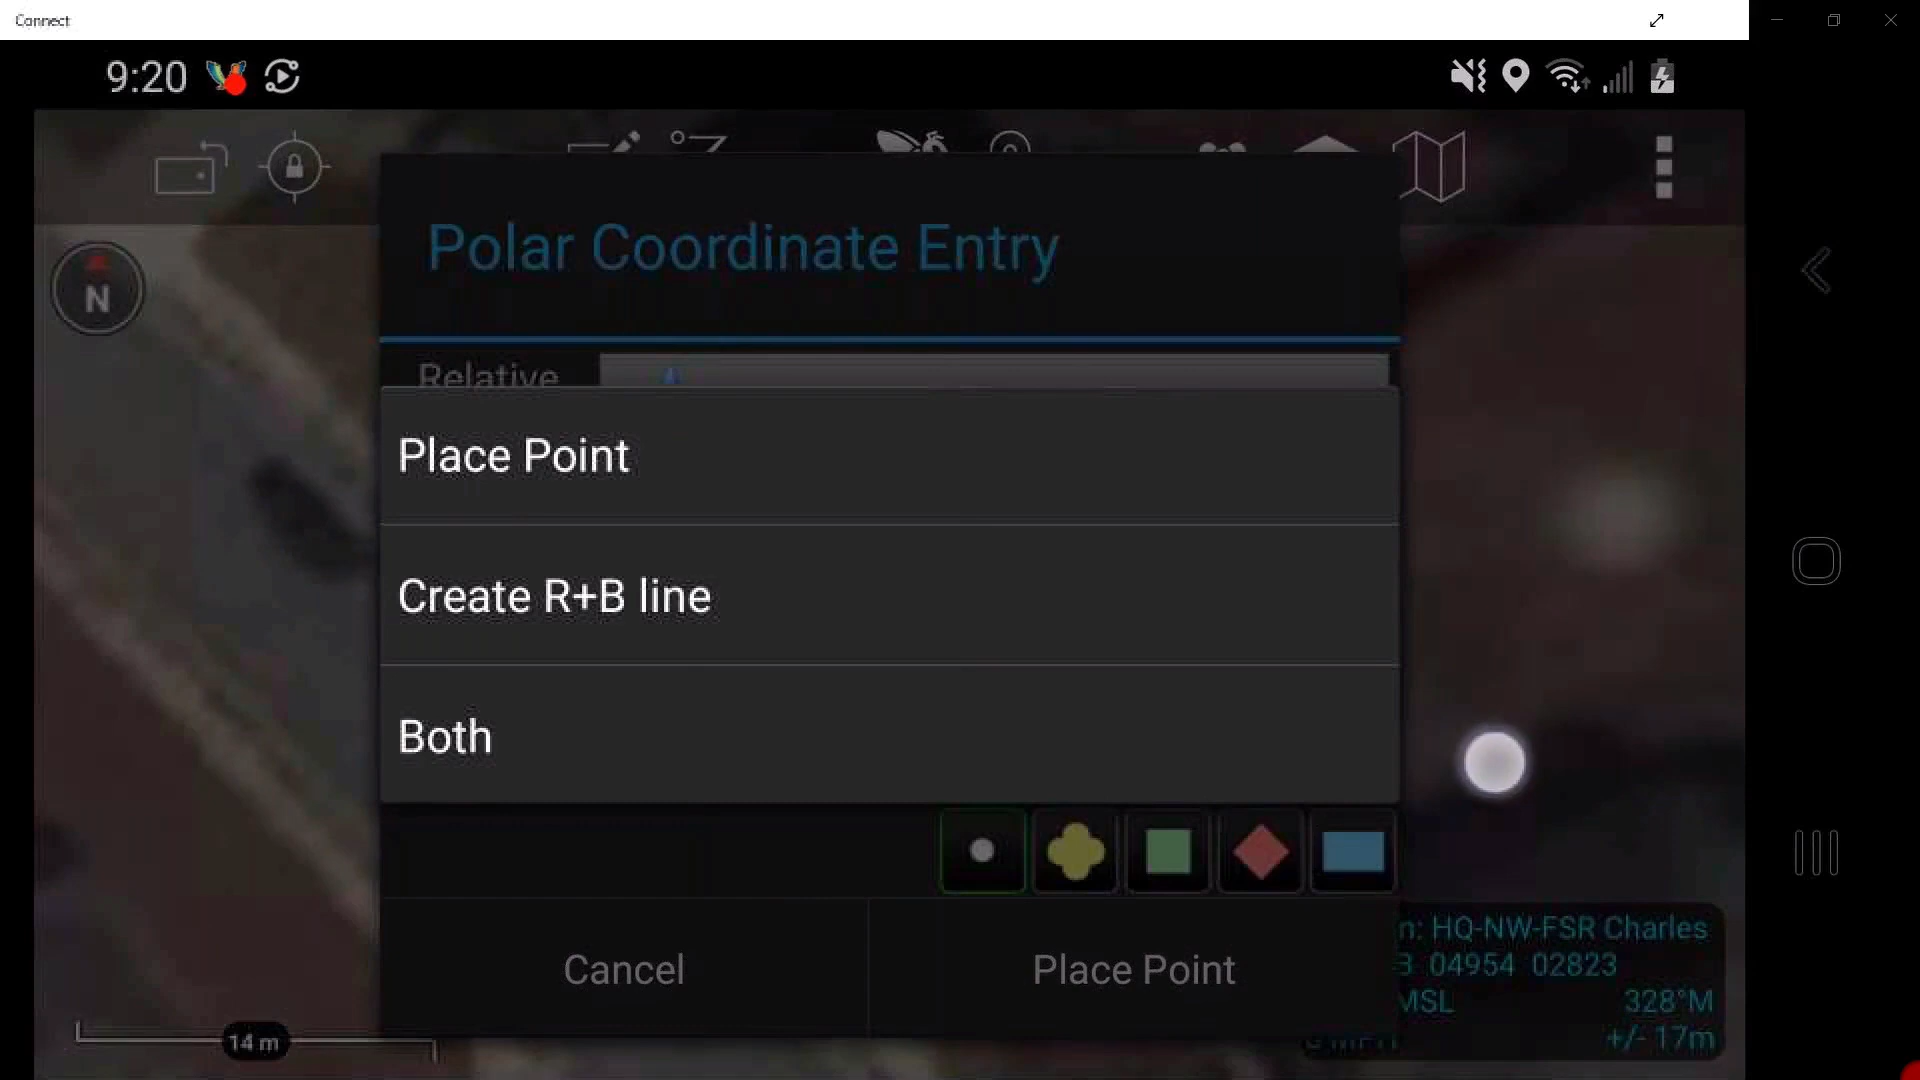 Connect
9:20
N
Polar Coordinate Entry
Relative
Place Point
Create R+B line
Both
Cancel
Place Point
n: HQ-NW-FSR Charles
04954 02823
MSL
328°M
+/- 17m
14 m